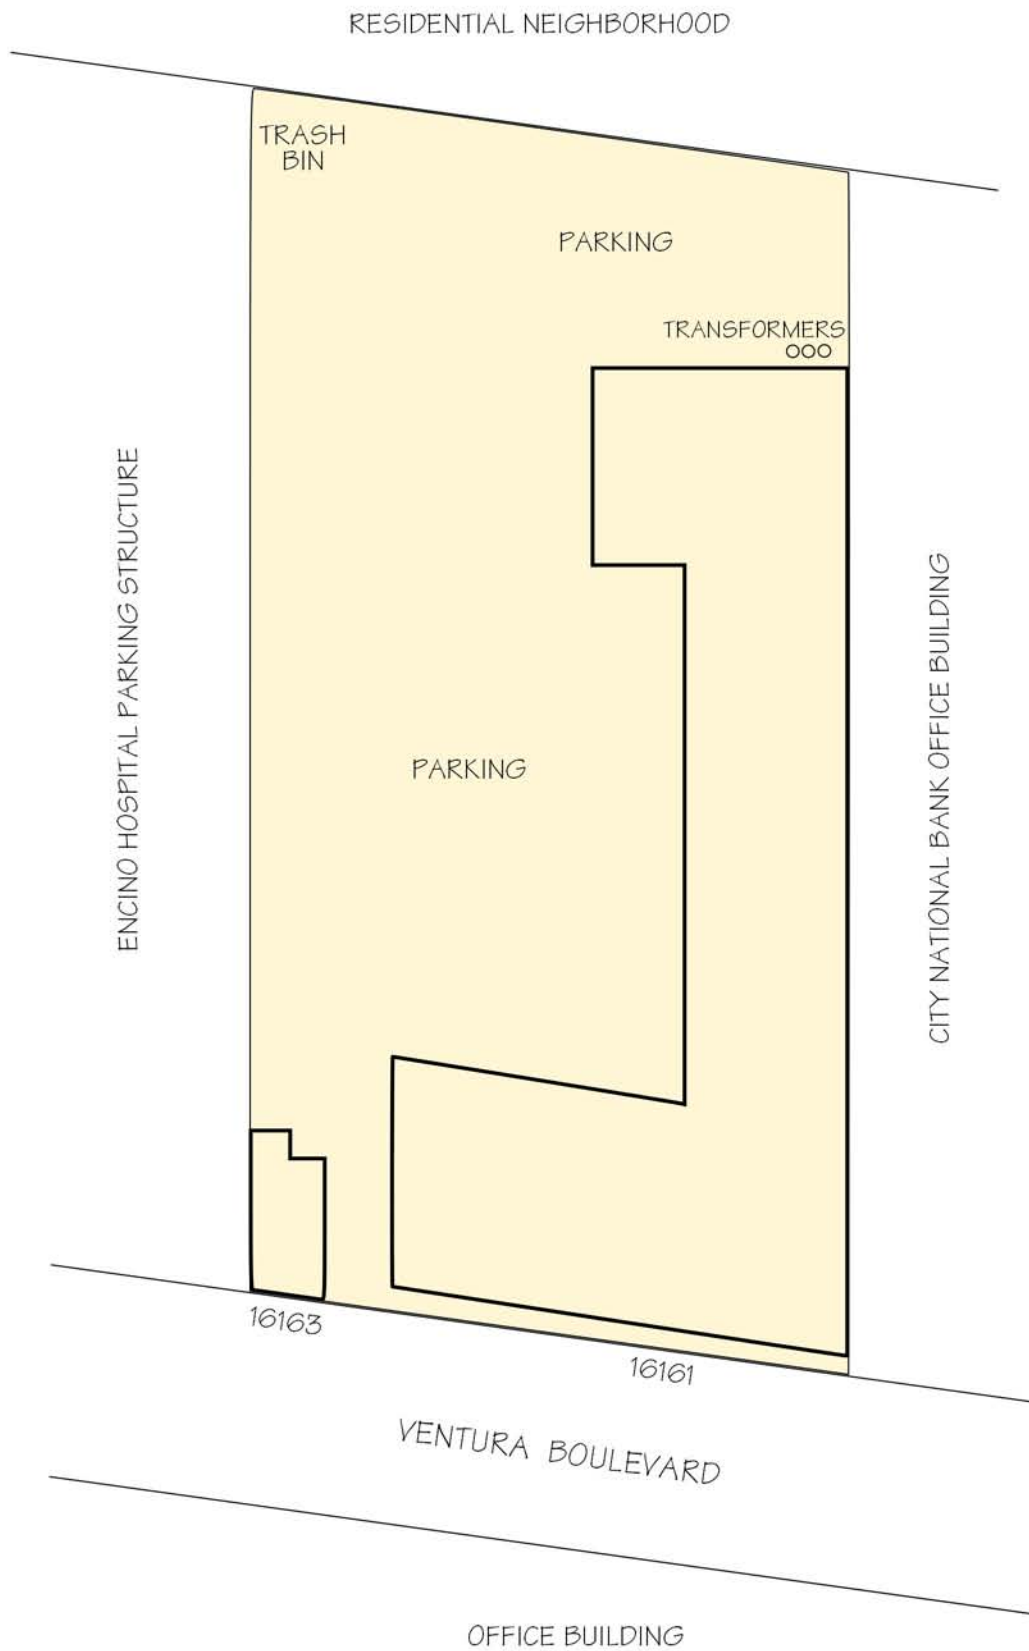 RESIDENTIAL NEIGHBORHOOD
TRASH
BIN
PARKING
TRANSFORMERS
ENCINO HOSPITAL PARKING STRUCTURE
CITY NATIONAL BANK OFFICE BUILDING
PARKING
16163
16161
VENTURA BOULEVARD
OFFICE BUILDING